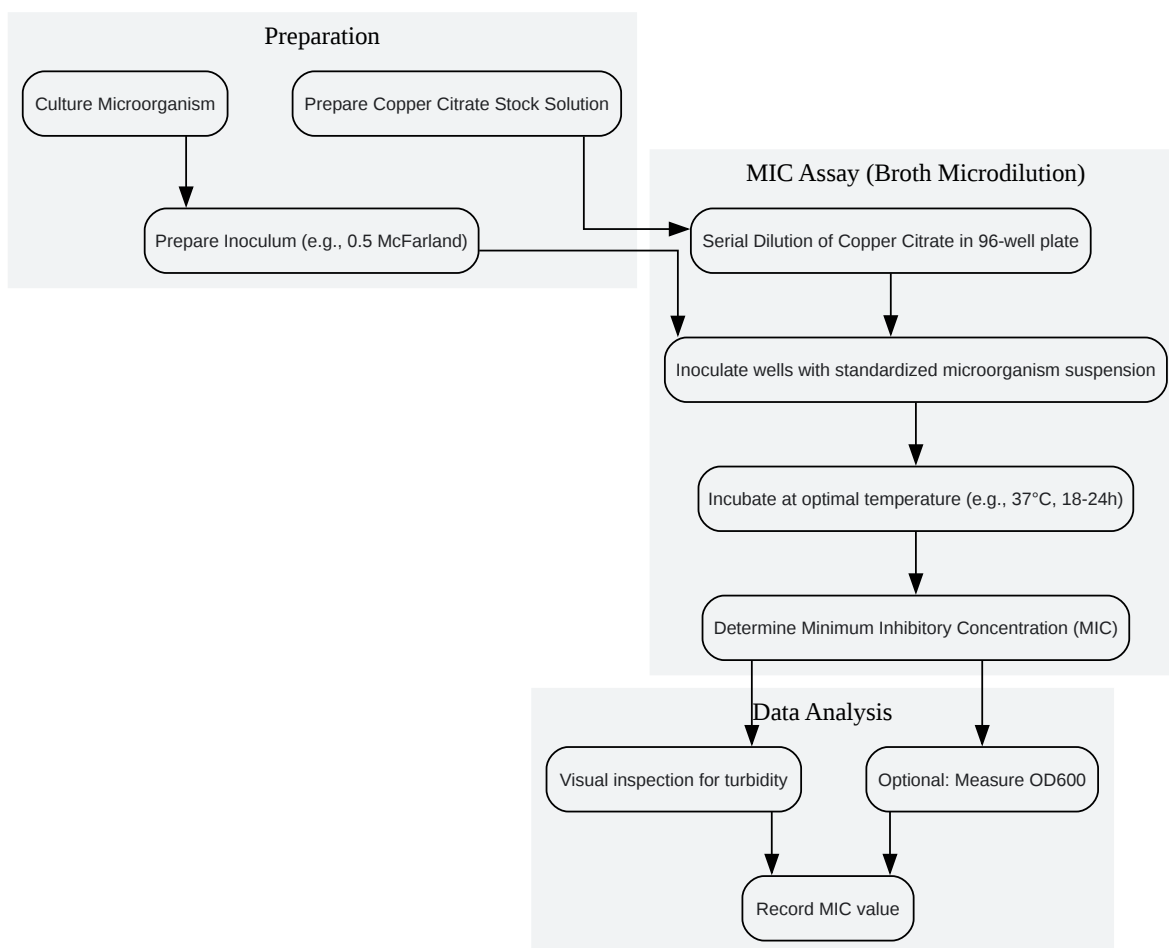 Preparation
Culture Microorganism
Prepare Copper Citrate Stock Solution
Prepare Inoculum (e.g., 0.5 McFarland)
MIC Assay (Broth Microdilution)
Serial Dilution of Copper Citrate in 96-well plate
Inoculate wells with standardized microorganism suspension
Incubate at optimal temperature (e.g., 37°C, 18-24h)
Determine Minimum Inhibitory Concentration (MIC)
Data Analysis
Visual inspection for turbidity
Optional: Measure OD600
Record MIC value